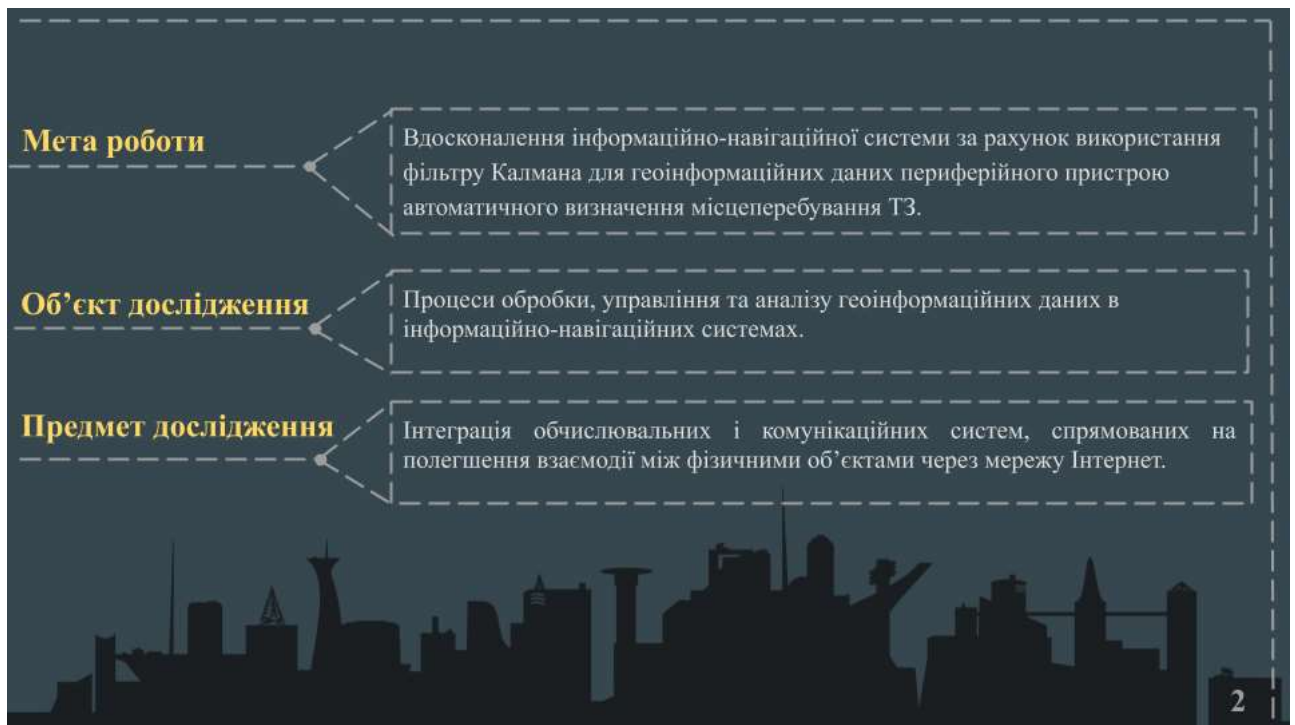 Мета роботи
Вдосконалення інформаційно-навігаційної системи за рахунок використання
фільтру Калмана для геоінформаційних даних периферійного пристрою
автоматичного визначення місцеперебування ТЗ.
Об’єкт дослідження
Процеси обробки, управління та аналізу геоінформаційних даних в
інформаційно-навігаційних системах.
Предмет дослідження
Інтеграція обчислювальних і комунікаційних систем, спрямованих на
полегшення взаємодії між фізичними об’єктами через мережу Інтернет.
2